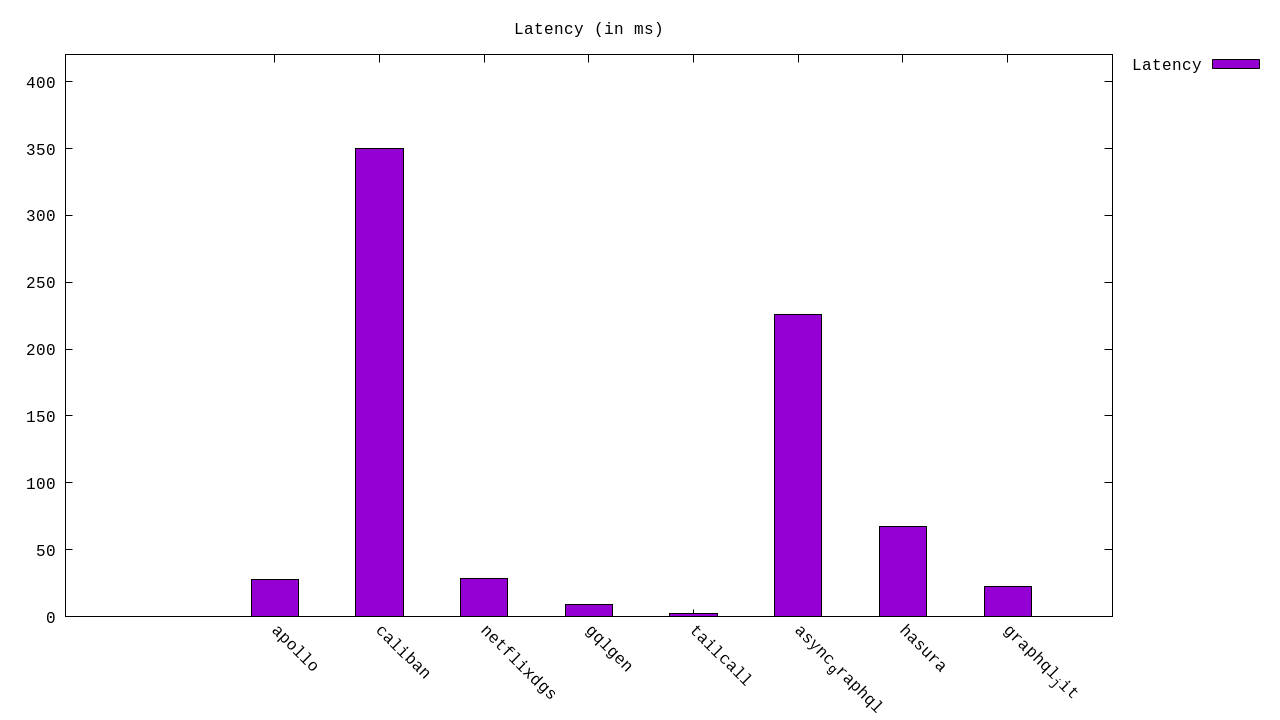 Latency (in ms)
Latency
400
350
300
250
200
150
100
50
0
apollo
caliban
netflixdgs
gqlgen
tailcall
async_graphql
hasura
graphql_jit